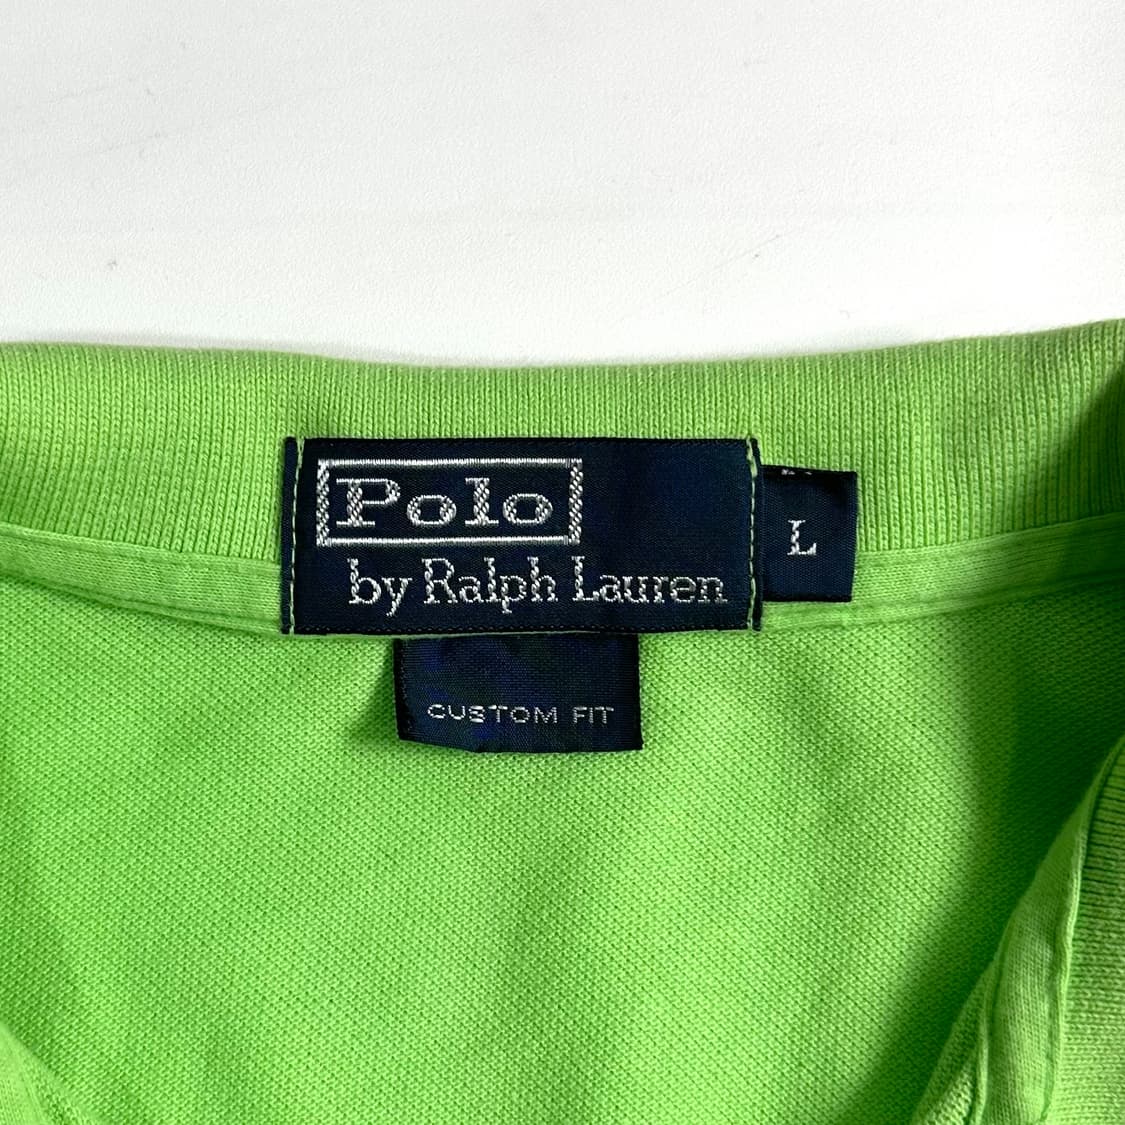 Polo
by Ralph Lauren
L
CUSTOM FIT